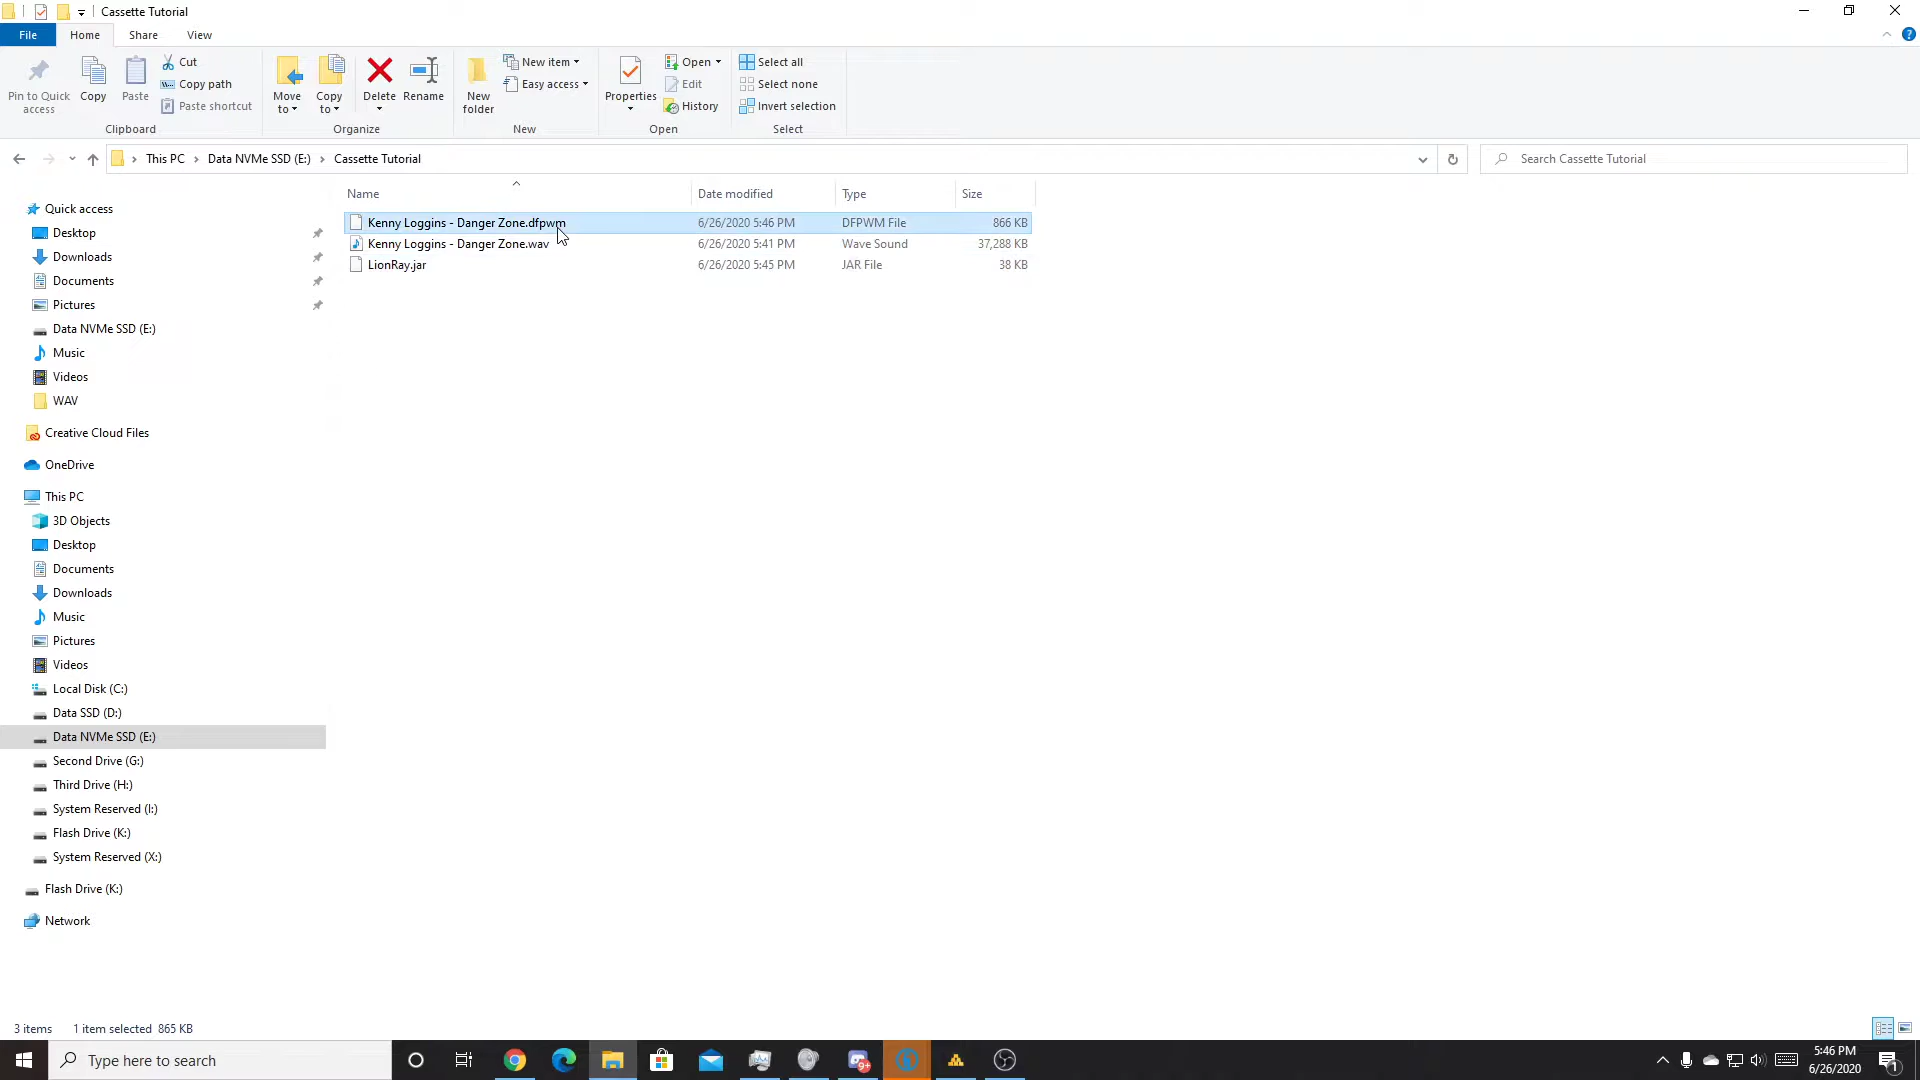 Cassette Tutorial
File Home Share View
Pin to Quick access
Copy
Paste
Cut
Copy path
Paste shortcut
Clipboard
Move to
Copy to
Delete
Rename
Organize
New folder
New item
Easy access
New
Properties
Open
Edit
History
Open
Select all
Select none
Invert selection
Select
This PC › Data NVMe SSD (E:) › Cassette Tutorial
Search Cassette Tutorial
Name Date modified Type Size
Kenny Loggins - Danger Zone.dfpwm 6/26/2020 5:46 PM DFPWM File 866 KB
Kenny Loggins - Danger Zone.wav 6/26/2020 5:41 PM Wave Sound 37,288 KB
LionRay.jar 6/26/2020 5:45 PM JAR File 38 KB
Quick access
Desktop
Downloads
Documents
Pictures
Data NVMe SSD (E:)
Music
Videos
WAV
Creative Cloud Files
OneDrive
This PC
3D Objects
Desktop
Documents
Downloads
Music
Pictures
Videos
Local Disk (C:)
Data SSD (D:)
Data NVMe SSD (E:)
Second Drive (G:)
Third Drive (H:)
System Reserved (I:)
Flash Drive (K:)
System Reserved (X:)
Flash Drive (K:)
Network
3 items 1 item selected 865 KB
Type here to search
9+
5:46 PM
6/26/2020
1